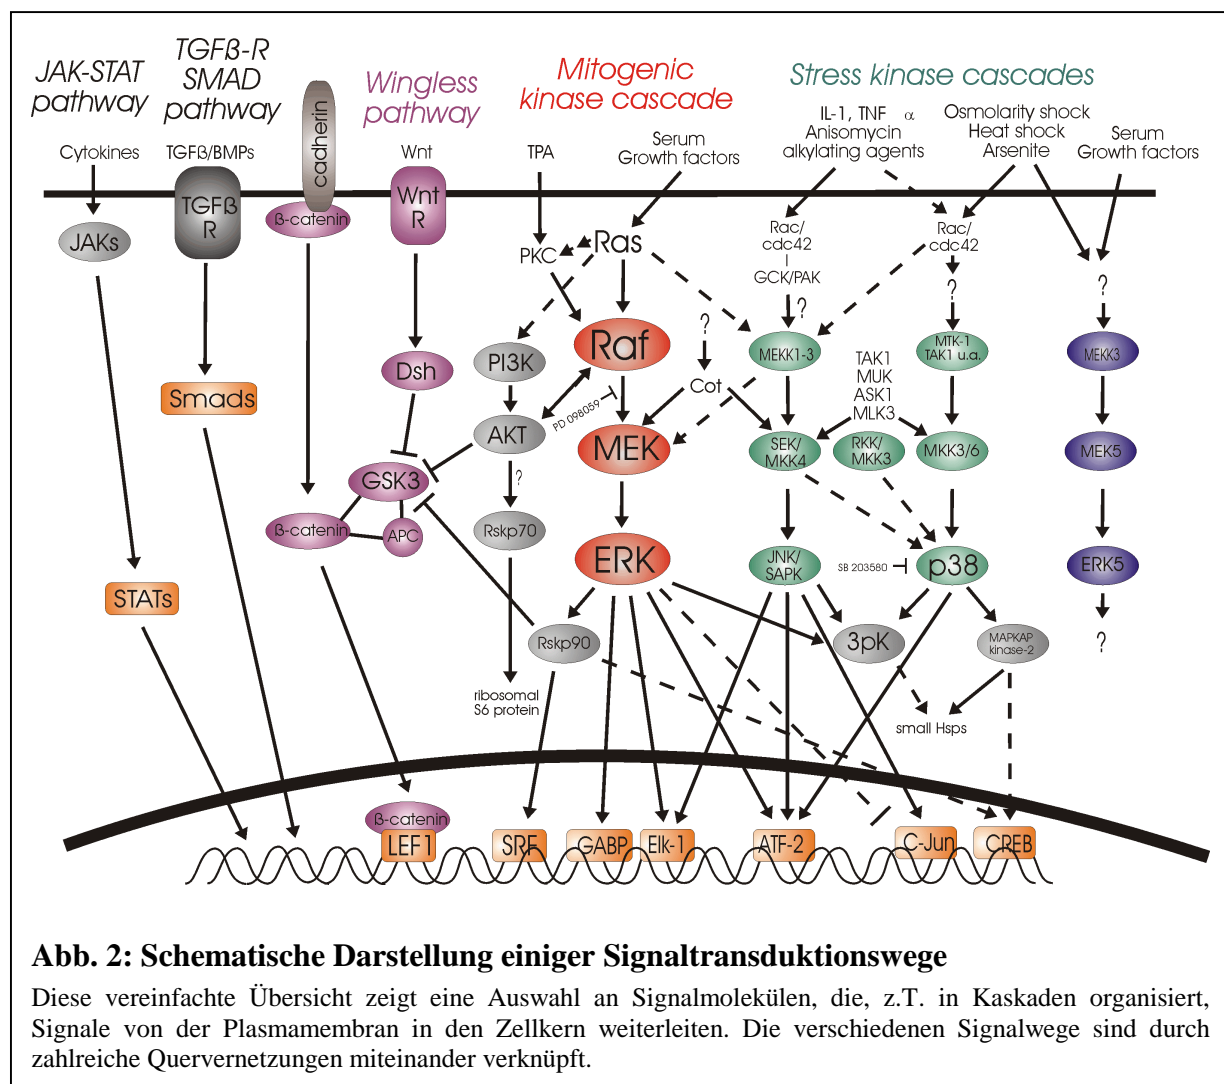 JAK-STAT
pathway
TGFß-R
SMAD
pathway
Wingless
pathway
Mitogenic
kinase cascade
Stress kinase cascades
Cytokines
TGFß/BMPs
cadherin
Wnt
TPA
Serum
Growth factors
IL-1, TNF α
Anisomycin
alkylating agents
Osmolarity shock
Heat shock
Arsenite
Serum
Growth factors
JAKs
TGFß
R
ß-catenin
Wnt
R
PKC
Ras
Rac/
cdc42
GCK/PAK
?
Rac/
cdc42
?
?
Smads
Dsh
PI3K
Raf
?
MEKK1-3
MTK-1
TAK1 u.a.
MEKK3
TAK1
MUK
ASK1
MLK3
Cot
PD 098059
AKT
MEK
SEK/
MKK4
RKK/
MKK3
MKK3/6
MEK5
GSK3
?
ß-catenin
APC
Rskp70
ERK
JNK/
SAPK
SB 203580
p38
ERK5
STATs
Rskp90
3pK
MAPKAP
kinase-2
?
ribosomal
S6 protein
small Hsps
ß-catenin
LEF1
SRF
GABP
Elk-1
ATF-2
C-Jun
CREB
Abb. 2: Schematische Darstellung einiger Signaltransduktionswege
Diese vereinfachte Übersicht zeigt eine Auswahl an Signalmolekülen, die, z.T. in Kaskaden organisiert,
Signale von der Plasmamembran in den Zellkern weiterleiten. Die verschiedenen Signalwege sind durch
zahlreiche Quervernetzungen miteinander verknüpft.